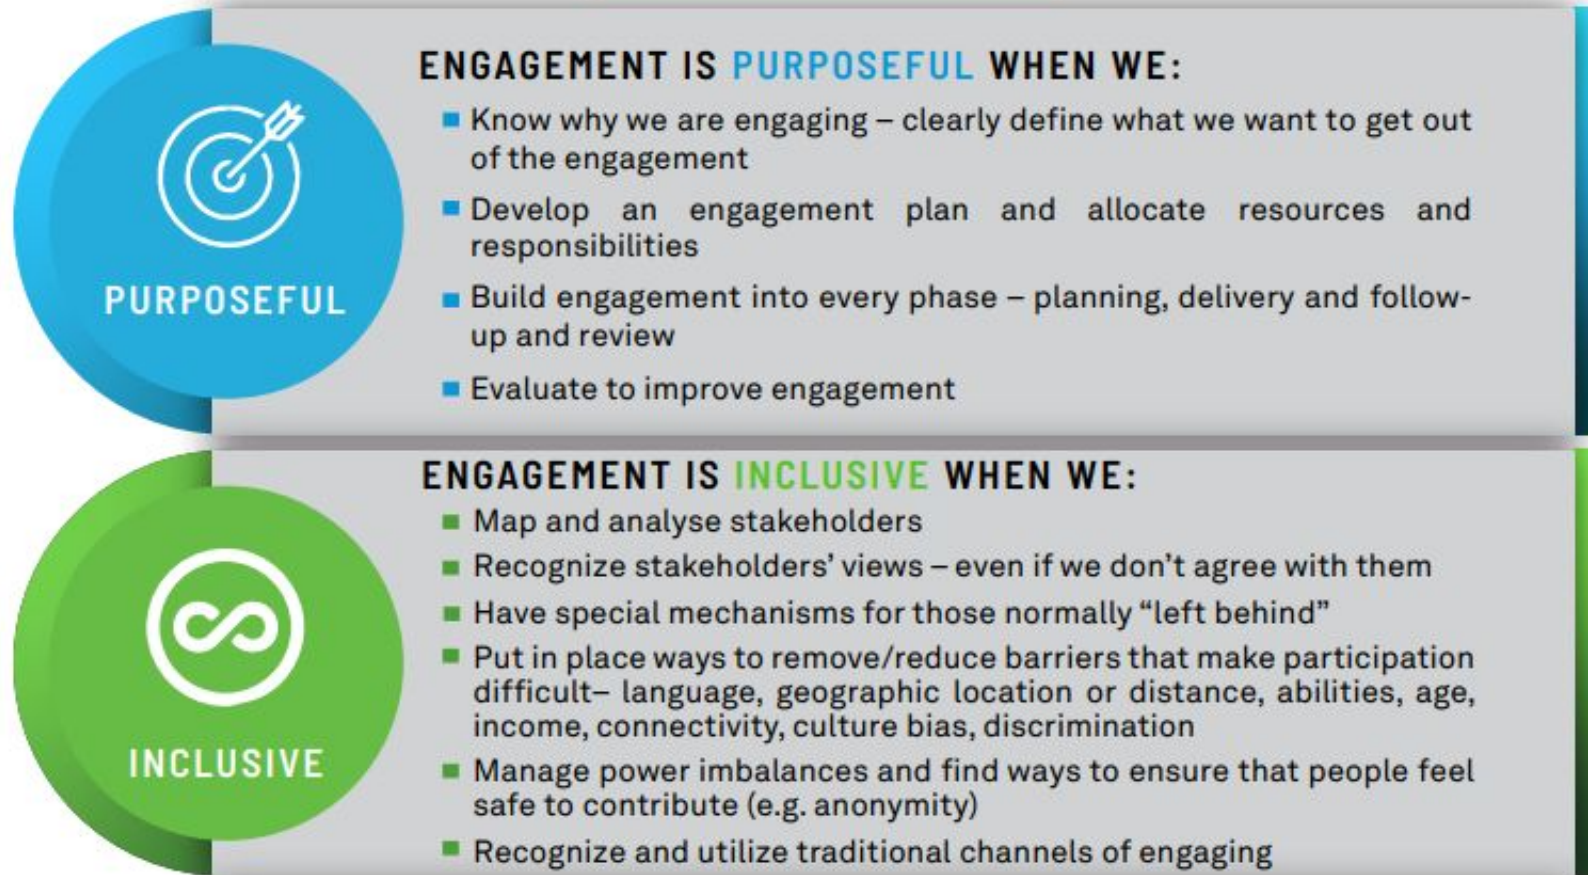 PURPOSEFUL
ENGAGEMENT IS PURPOSEFUL WHEN WE:
Know why we are engaging – clearly define what we want to get out
of the engagement
Develop an engagement plan and allocate resources and
responsibilities
Build engagement into every phase – planning, delivery and follow-
up and review
Evaluate to improve engagement
INCLUSIVE
ENGAGEMENT IS INCLUSIVE WHEN WE:
Map and analyse stakeholders
Recognize stakeholders’ views – even if we don’t agree with them
Have special mechanisms for those normally “left behind”
Put in place ways to remove/reduce barriers that make participation
difficult– language, geographic location or distance, abilities, age,
income, connectivity, culture bias, discrimination
Manage power imbalances and find ways to ensure that people feel
safe to contribute (e.g. anonymity)
Recognize and utilize traditional channels of engaging